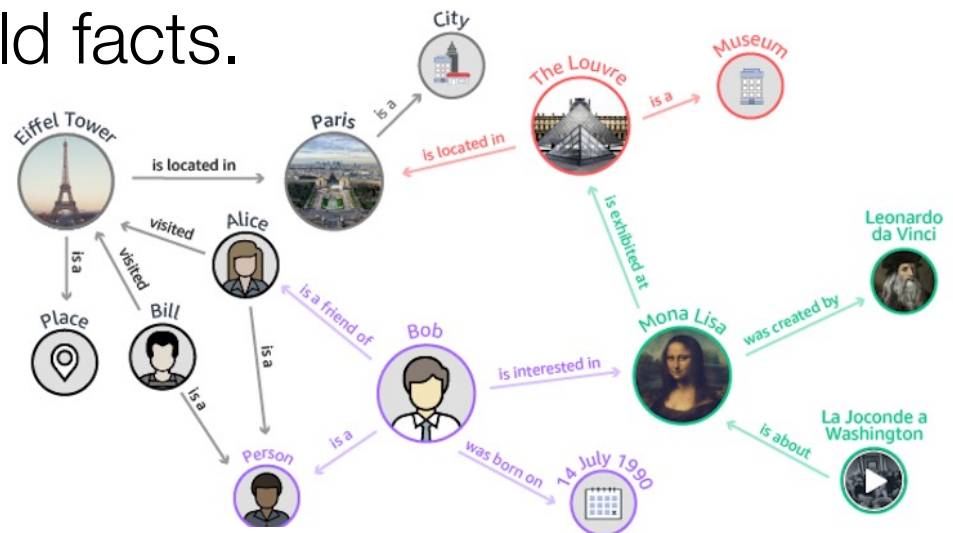 ld facts.
City
Museum
The Louvre
is a
is a
Eiffel Tower
Paris
is located in
is located in
Alice
visited
visited
is a
is exhibited at
Leonardo
da Vinci
Place
Bill
is a friend of
Bob
Mona Lisa
was created by
is a
is interested in
is a
La Joconde a
Washington
is about
is a
Person
was born on
14 July 1990